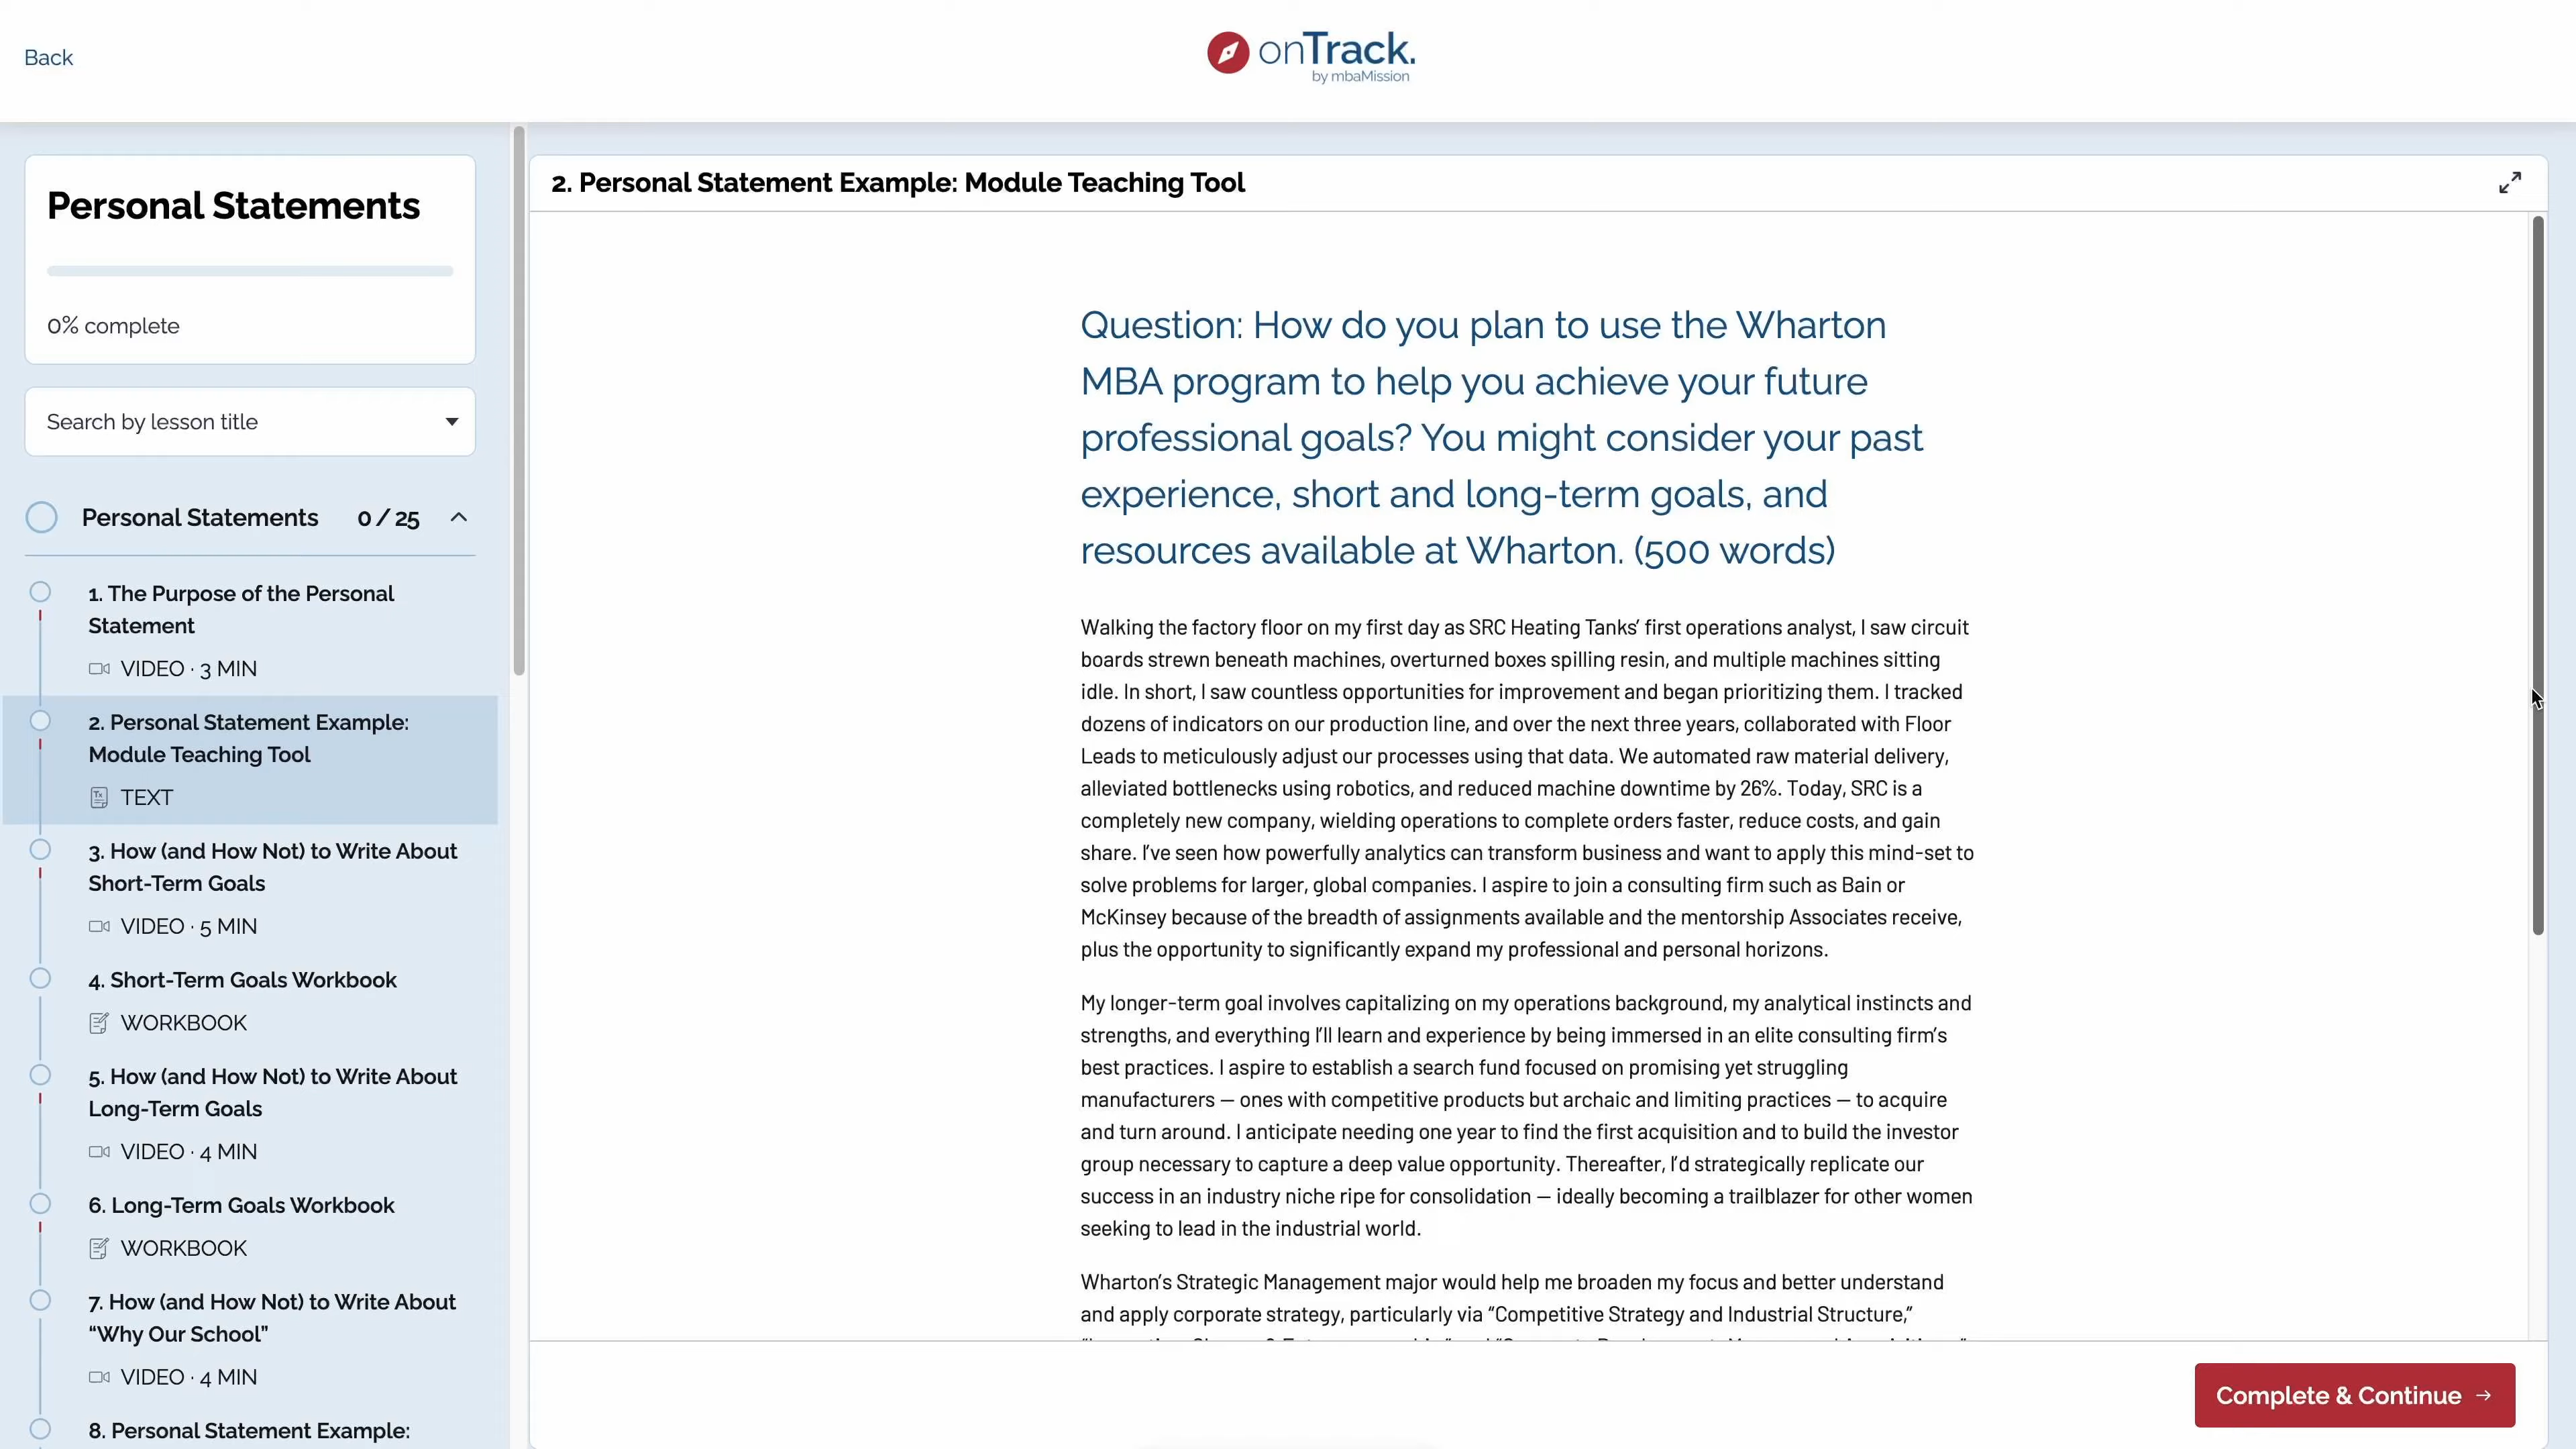 Back
onTrack.
by mbaMission
Personal Statements
0% complete
Search by lesson title
Personal Statements 0 / 25
1. The Purpose of the Personal
Statement
VIDEO · 3 MIN
2. Personal Statement Example:
Module Teaching Tool
TEXT
3. How (and How Not) to Write About
Short-Term Goals
VIDEO · 5 MIN
4. Short-Term Goals Workbook
WORKBOOK
5. How (and How Not) to Write About
Long-Term Goals
VIDEO · 4 MIN
6. Long-Term Goals Workbook
WORKBOOK
7. How (and How Not) to Write About
“Why Our School”
VIDEO · 4 MIN
8. Personal Statement Example:
2. Personal Statement Example: Module Teaching Tool
Question: How do you plan to use the Wharton
MBA program to help you achieve your future
professional goals? You might consider your past
experience, short and long-term goals, and
resources available at Wharton. (500 words)
Walking the factory floor on my first day as SRC Heating Tanks’ first operations analyst, I saw circuit
boards strewn beneath machines, overturned boxes spilling resin, and multiple machines sitting
idle. In short, I saw countless opportunities for improvement and began prioritizing them. I tracked
dozens of indicators on our production line, and over the next three years, collaborated with Floor
Leads to meticulously adjust our processes using that data. We automated raw material delivery,
alleviated bottlenecks using robotics, and reduced machine downtime by 26%. Today, SRC is a
completely new company, wielding operations to complete orders faster, reduce costs, and gain
share. I’ve seen how powerfully analytics can transform business and want to apply this mind-set to
solve problems for larger, global companies. I aspire to join a consulting firm such as Bain or
McKinsey because of the breadth of assignments available and the mentorship Associates receive,
plus the opportunity to significantly expand my professional and personal horizons.
My longer-term goal involves capitalizing on my operations background, my analytical instincts and
strengths, and everything I’ll learn and experience by being immersed in an elite consulting firm’s
best practices. I aspire to establish a search fund focused on promising yet struggling
manufacturers — ones with competitive products but archaic and limiting practices — to acquire
and turn around. I anticipate needing one year to find the first acquisition and to build the investor
group necessary to capture a deep value opportunity. Thereafter, I’d strategically replicate our
success in an industry niche ripe for consolidation — ideally becoming a trailblazer for other women
seeking to lead in the industrial world.
Wharton’s Strategic Management major would help me broaden my focus and better understand
and apply corporate strategy, particularly via “Competitive Strategy and Industrial Structure,”
Complete & Continue →